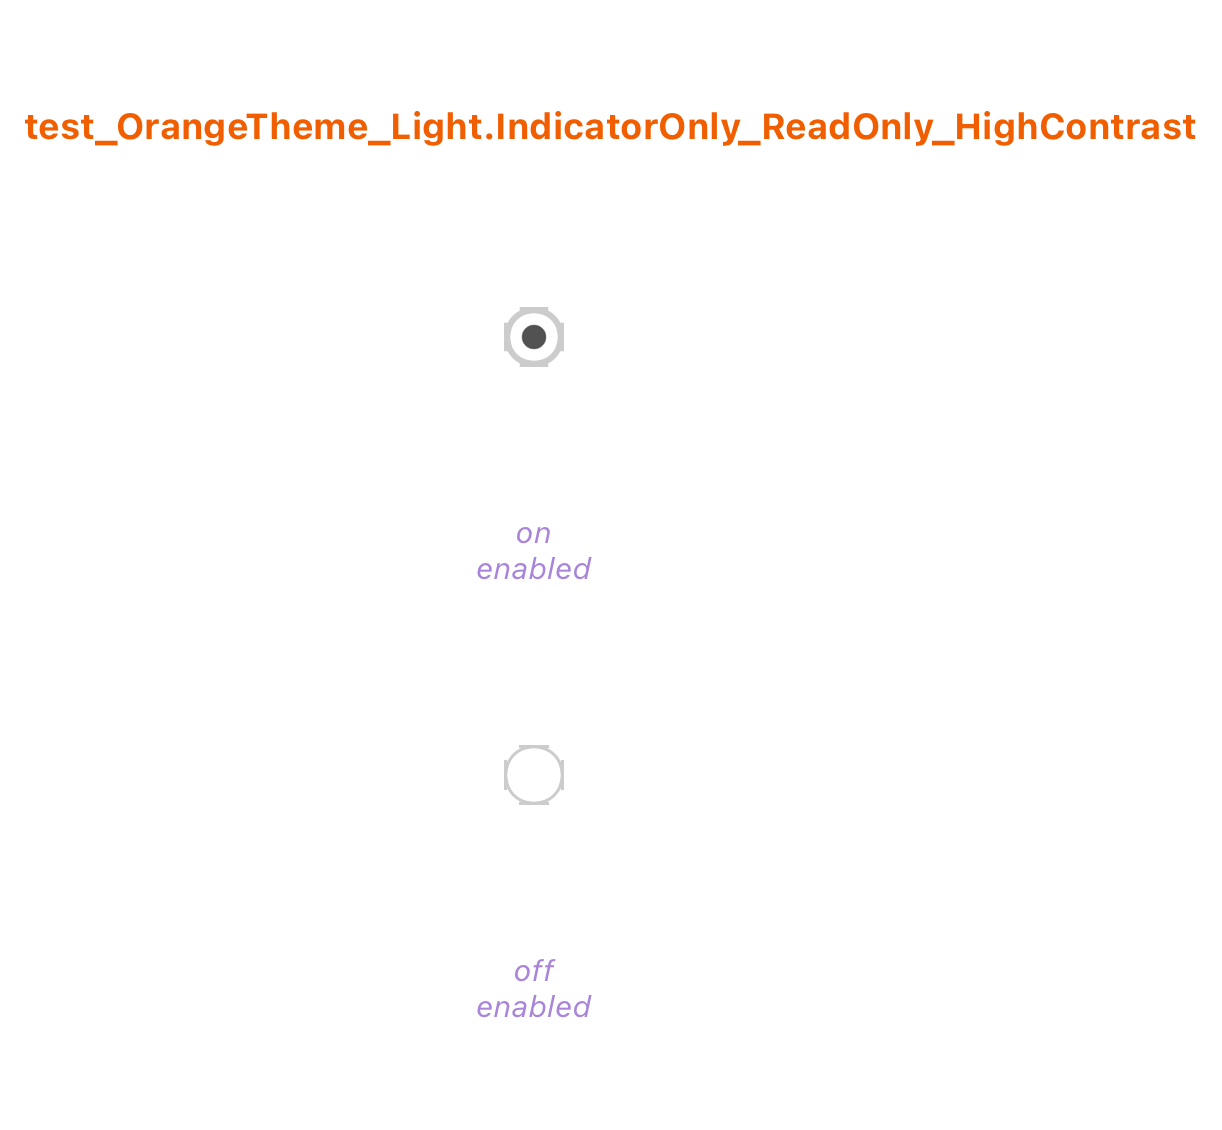 test_OrangeTheme_Light.IndicatorOnly_ReadOnly_HighContrast
on
enabled
off
enabled